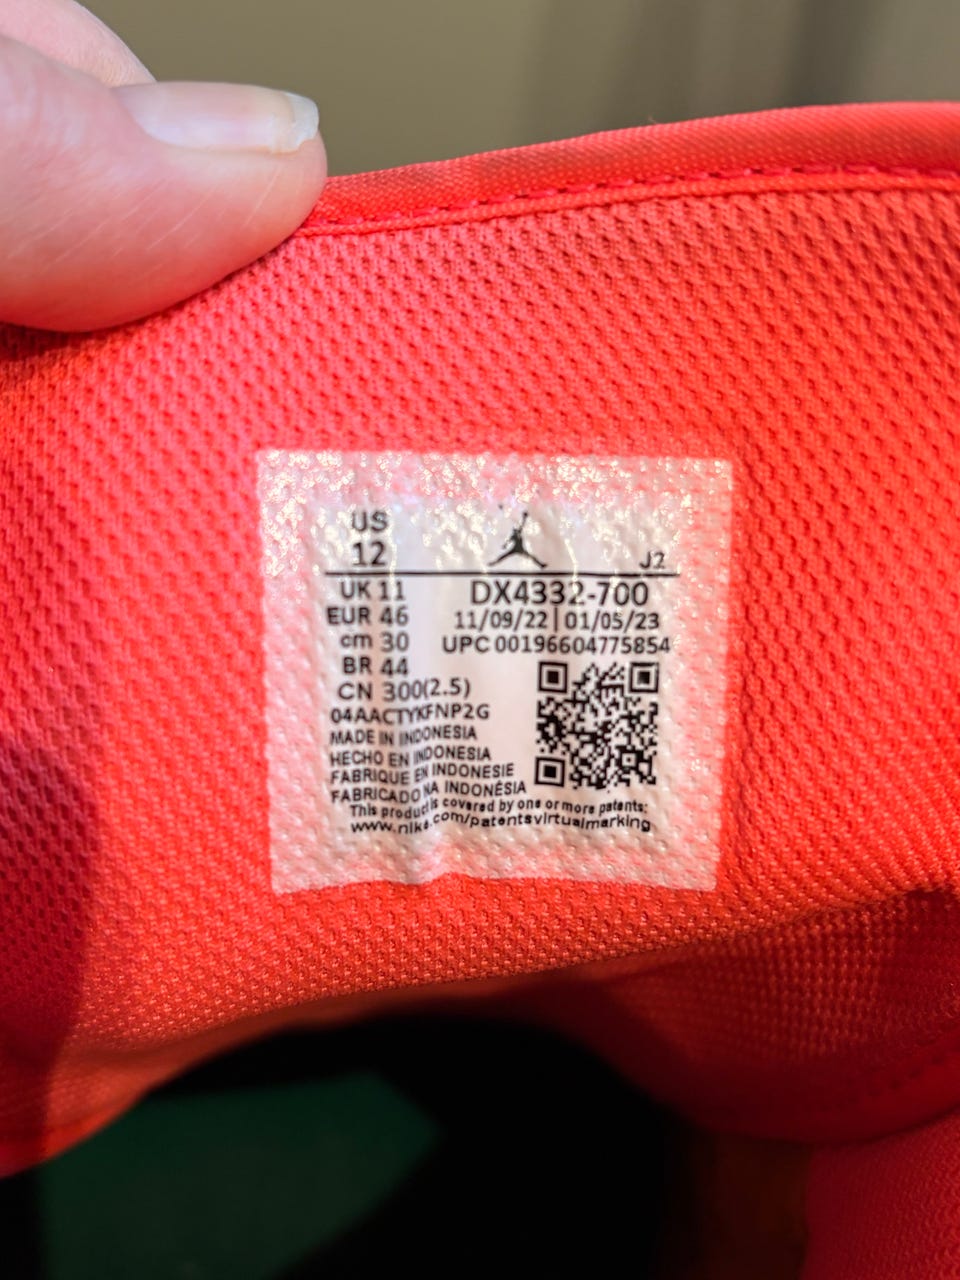 US
12
J2
UK 11
DX4332-700
EUR 46
11/09/22 | 01/05/23
cm 30
UPC 00196604775854
BR 44
CN 300(2.5)
04AACTYKFNP2G
MADE IN INDONESIA
HECHO EN INDONESIA
FABRIQUE EN INDONESIE
FABRICADO NA INDONÉSIA
This product is covered by one or more patents:
www.nike.com/patentsvirtualmarking